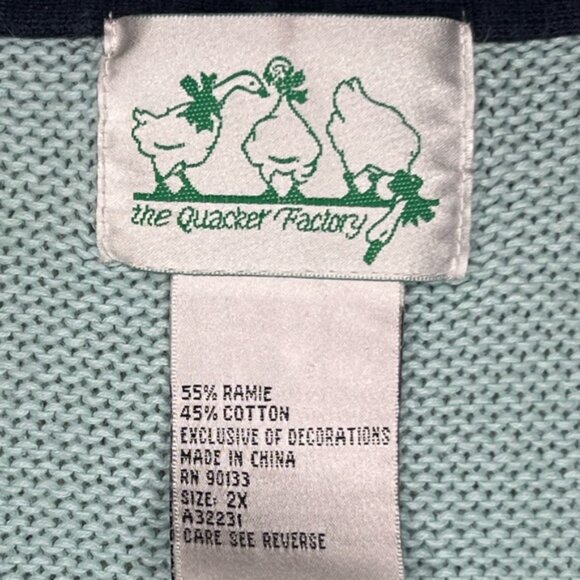 the Quacker Factory
55% RAMIE
45% COTTON
EXCLUSIVE OF DECORATIONS
MADE IN CHINA
RN 90133
SIZE: 2X
A32231
CARE SEE REVERSE